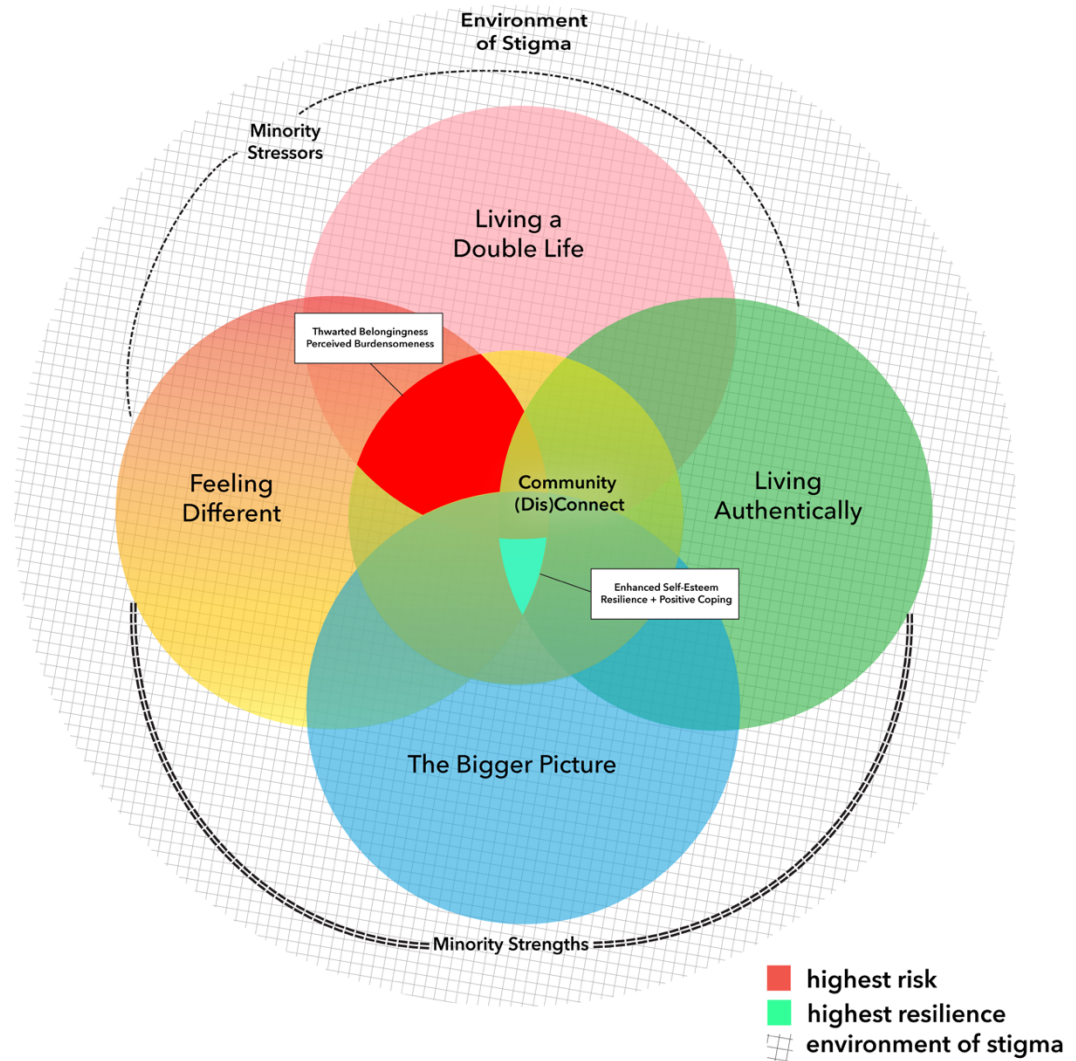 Environment
of Stigma
Minority
Stressors
Living a
Double Life
Thwarted Belongingness
Perceived Burdensomeness
Feeling
Different
Community
(Dis)Connect
Living
Authentically
Enhanced Self-Esteem
Resilience + Positive Coping
The Bigger Picture
Minority Strengths
highest risk
highest resilience
environment of stigma